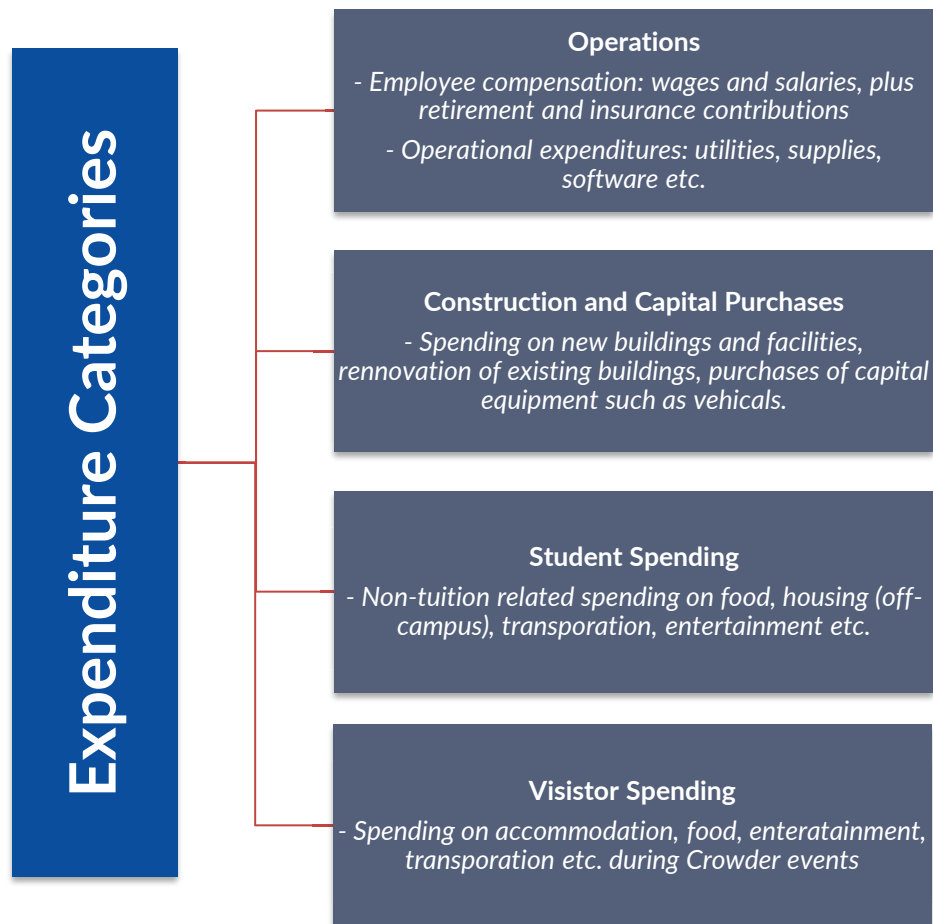 Expenditure Categories
Operations
- Employee compensation: wages and salaries, plus
retirement and insurance contributions
- Operational expenditures: utilities, supplies,
software etc.
Construction and Capital Purchases
- Spending on new buildings and facilities,
rennovation of existing buildings, purchases of capital
equipment such as vehicals.
Student Spending
- Non-tuition related spending on food, housing (off-
campus), transporation, entertainment etc.
Visistor Spending
- Spending on accommodation, food, enteratainment,
transporation etc. during Crowder events